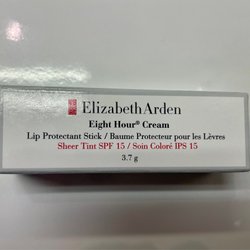 Elizabeth Arden
Eight Hour® Cream
Lip Protectant Stick / Baume Protecteur pour les Lèvres
Sheer Tint SPF 15 / Soin Coloré IPS 15
3.7 g